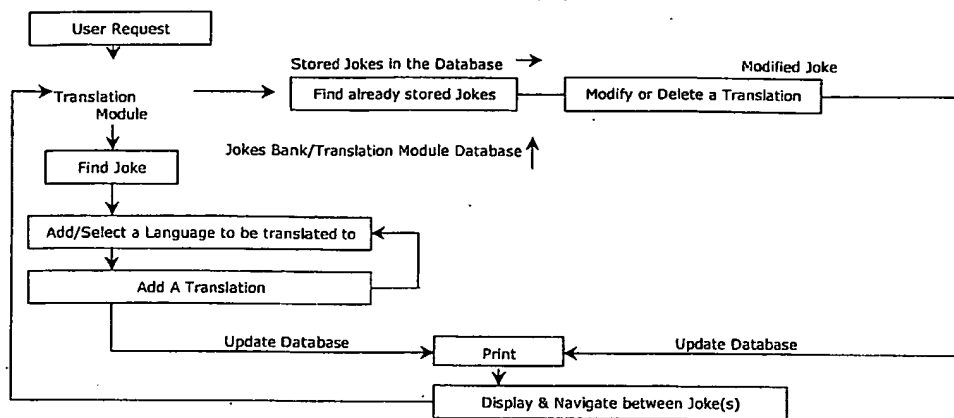 User Request
Stored Jokes in the Database
Modified Joke
Translation
Module
Find already stored Jokes
Modify or Delete a Translation
Jokes Bank/Translation Module Database
Find Joke
Add/Select a Language to be translated to
Add A Translation
Update Database
Print
Update Database
Display & Navigate between Joke(s)